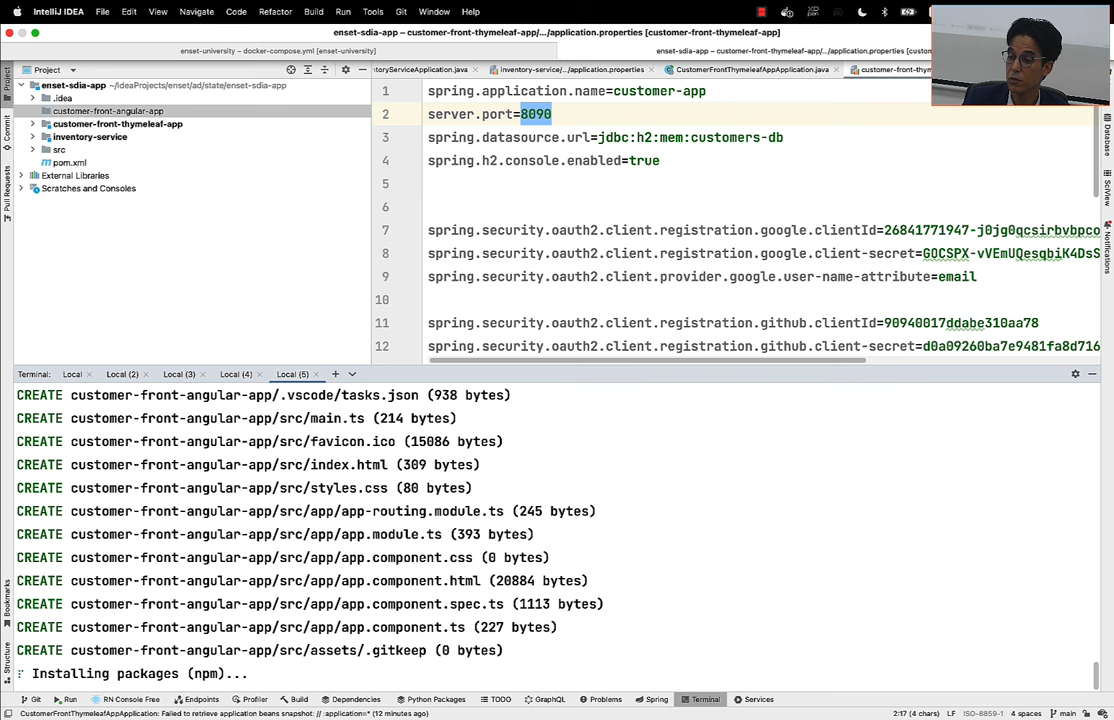 IntelliJ IDEA File Edit View Navigate Code Refactor Build Run Tools Git Window Help
enset-sdia-app – customer-front-thymeleaf-app/.../application.properties [enset-sdia-app]
enset-university – docker-compose.yml [enset-university]
enset-sdia-app – customer-front-thymeleaf-app/.../application.properties
Project
ntoryServiceApplication.java
inventory-service/.../application.properties
CustomerFrontThymeleafAppApplication.java
customer-front-thym
enset-sdia-app ~/IdeaProjects/enset/ad/state/enset-sdia-app
.idea
customer-front-angular-app
customer-front-thymeleaf-app
inventory-service
src
pom.xml
External Libraries
Scratches and Consoles
Project
Commit
Pull Requests
Bookmarks
Structure
Database
SciView
Notifications
1 spring.application.name=customer-app
2 server.port=8090
3 spring.datasource.url=jdbc:h2:mem:customers-db
4 spring.h2.console.enabled=true
5
6
7 spring.security.oauth2.client.registration.google.clientId=26841771947-j0jg0qcsirbvbpco
8 spring.security.oauth2.client.registration.google.client-secret=GOCSPX-vVEmUQesqbiK4DsS
9 spring.security.oauth2.client.provider.google.user-name-attribute=email
10
11 spring.security.oauth2.client.registration.github.clientId=90940017ddabe310aa78
12 spring.security.oauth2.client.registration.github.client-secret=d0a09260ba7e9481fa8d716
Terminal: Local Local (2) Local (3) Local (4) Local (5)
CREATE customer-front-angular-app/.vscode/tasks.json (938 bytes)
CREATE customer-front-angular-app/src/main.ts (214 bytes)
CREATE customer-front-angular-app/src/favicon.ico (15086 bytes)
CREATE customer-front-angular-app/src/index.html (309 bytes)
CREATE customer-front-angular-app/src/styles.css (80 bytes)
CREATE customer-front-angular-app/src/app/app-routing.module.ts (245 bytes)
CREATE customer-front-angular-app/src/app/app.module.ts (393 bytes)
CREATE customer-front-angular-app/src/app/app.component.css (0 bytes)
CREATE customer-front-angular-app/src/app/app.component.html (20884 bytes)
CREATE customer-front-angular-app/src/app/app.component.spec.ts (1113 bytes)
CREATE customer-front-angular-app/src/app/app.component.ts (227 bytes)
CREATE customer-front-angular-app/src/assets/.gitkeep (0 bytes)
Installing packages (npm)...
Git Run RN Console Free Endpoints Profiler Build Dependencies Python Packages TODO GraphQL Problems Spring Terminal Services
CustomerFrontThymeleafAppApplication: Failed to retrieve application beans snapshot: // :application=* (12 minutes ago)
2:17 (4 chars) LF ISO-8859-1 4 spaces main